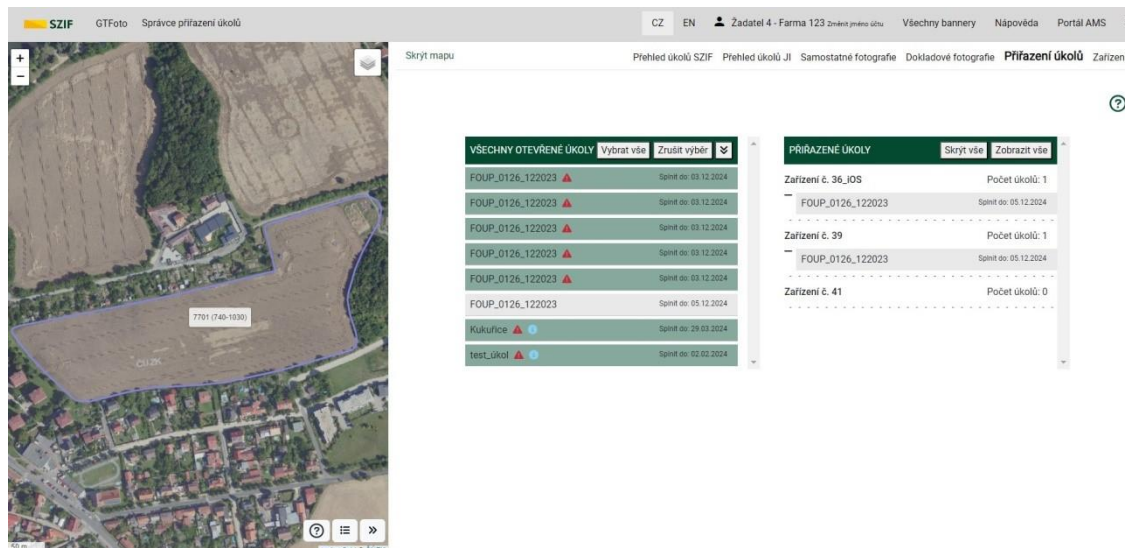 SZIF GTFoto Správce přiřazení úkolů CZ EN Žadatel 4 - Farma 123 Změnit jméno účtu Všechny bannery Nápověda Portál AMS
+
−
Skrýt mapu Přehled úkolů SZIF Přehled úkolů JI Samostatné fotografie Dokladové fotografie Přiřazení úkolů Zařízen
?
VŠECHNY OTEVŘENÉ ÚKOLY Vybrat vše Zrušit výběr
FOUP_0126_122023 Splnit do: 03.12.2024
FOUP_0126_122023 Splnit do: 03.12.2024
FOUP_0126_122023 Splnit do: 03.12.2024
FOUP_0126_122023 Splnit do: 03.12.2024
FOUP_0126_122023 Splnit do: 03.12.2024
FOUP_0126_122023 Splnit do: 05.12.2024
Kukuřice Splnit do: 29.03.2024
test_úkol Splnit do: 02.02.2024
PŘIŘAZENÉ ÚKOLY Skrýt vše Zobrazit vše
Zařízení č. 36_iOS Počet úkolů: 1
FOUP_0126_122023 Splnit do: 05.12.2024
Zařízení č. 39 Počet úkolů: 1
FOUP_0126_122023 Splnit do: 05.12.2024
Zařízení č. 41 Počet úkolů: 0
7701 (740-1030)
ČÚZK
?
50 m